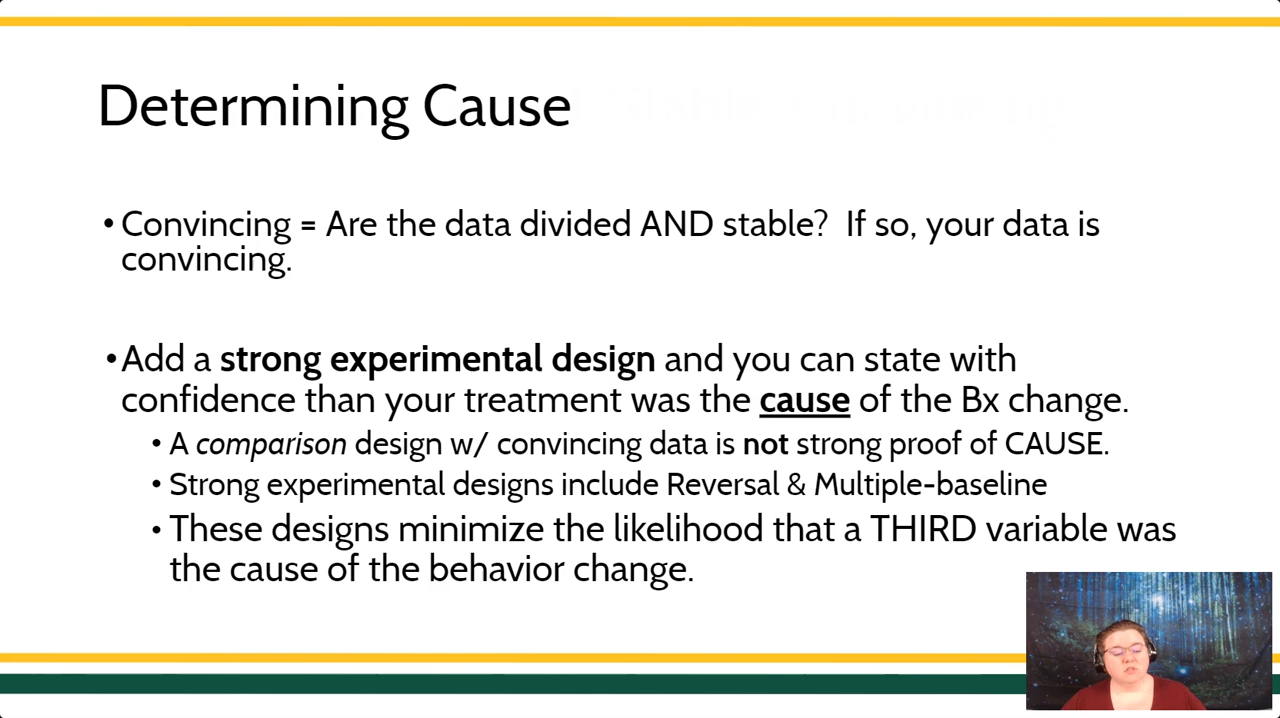 Determining Cause
•Convincing = Are the data divided AND stable?  If so, your data is
convincing.
•Add a strong experimental design and you can state with
confidence than your treatment was the cause of the Bx change.
• A comparison design w/ convincing data is not strong proof of CAUSE.
• Strong experimental designs include Reversal & Multiple-baseline
• These designs minimize the likelihood that a THIRD variable was
the cause of the behavior change.